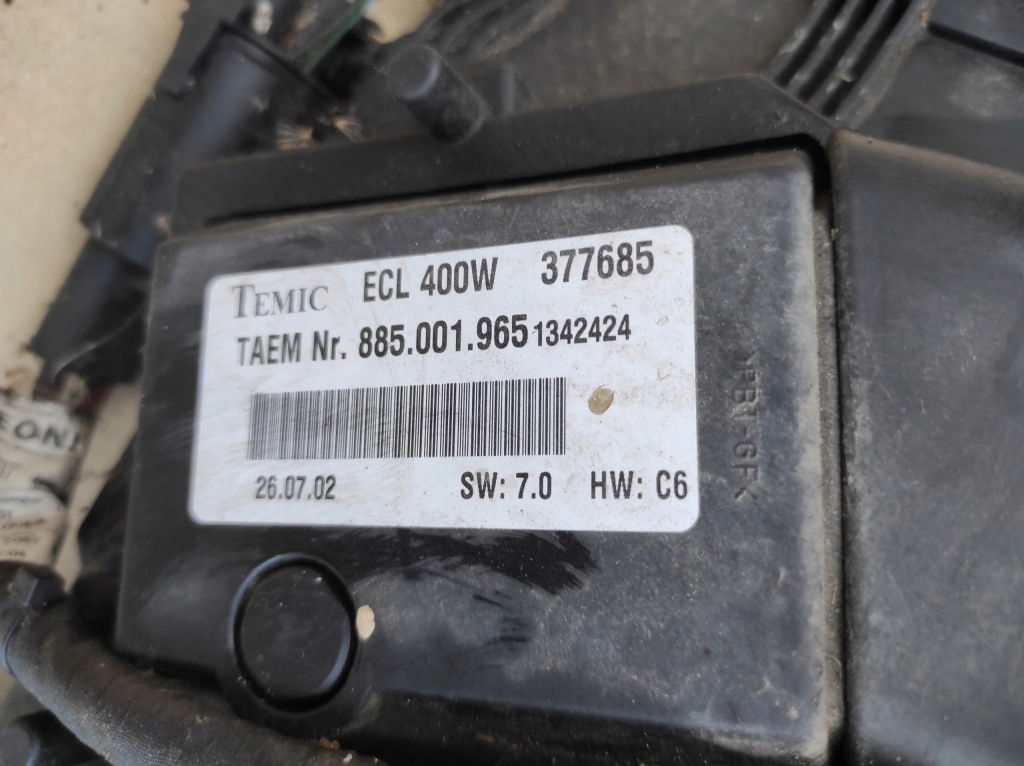 TEMIC ECL 400W 377685
TAEM Nr. 885.001.965 1342424
26.07.02 SW: 7.0 HW: C6